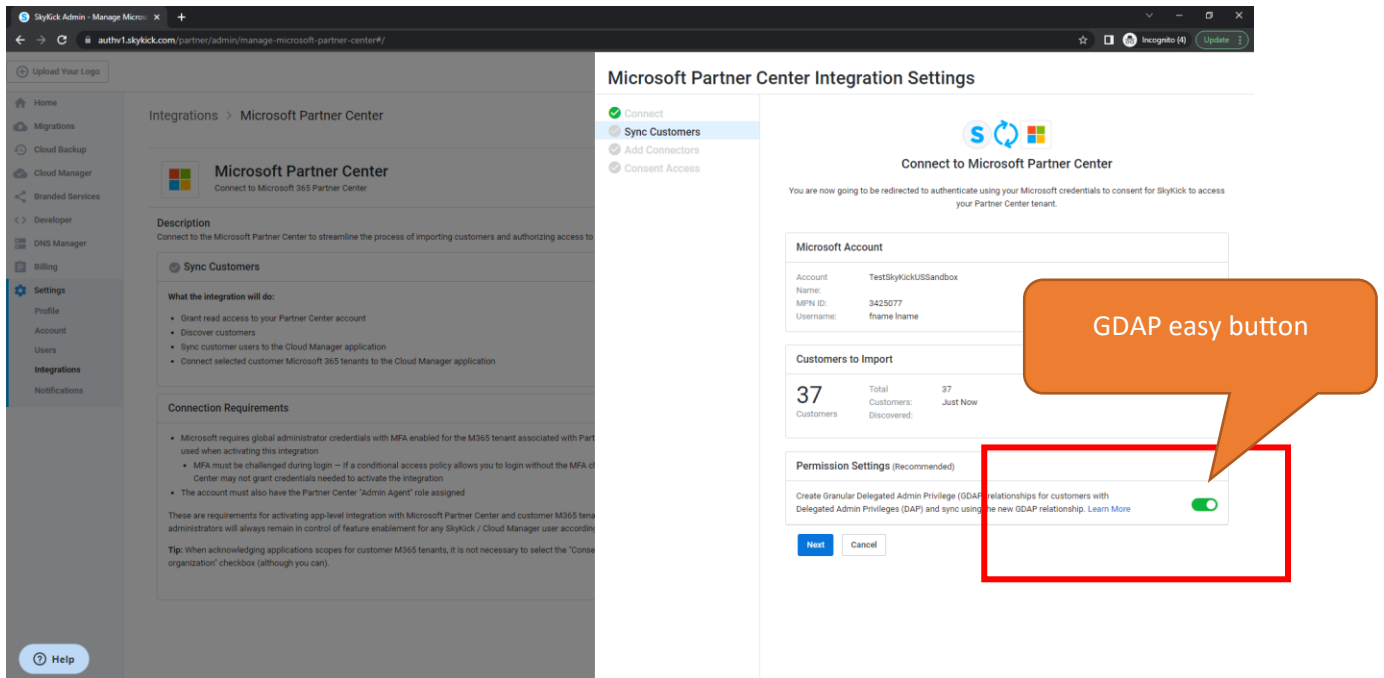 SkyKick Admin - Manage Micros
authv1.skykick.com/partner/admin/manage-microsoft-partner-center#/
Incognito (4)
Update
Upload Your Logo
Home
Migrations
Cloud Backup
Cloud Manager
Branded Services
Developer
DNS Manager
Billing
Settings
Profile
Account
Users
Integrations
Notifications
Help
Integrations > Microsoft Partner Center
Microsoft Partner Center
Connect to Microsoft 365 Partner Center
Description
Connect to the Microsoft Partner Center to streamline the process of importing customers and authorizing access to
Sync Customers
What the integration will do:
• Grant read access to your Partner Center account
• Discover customers
• Sync customer users to the Cloud Manager application
• Connect selected customer Microsoft 365 tenants to the Cloud Manager application
Connection Requirements
• Microsoft requires global administrator credentials with MFA enabled for the M365 tenant associated with Part
used when activating this integration
• MFA must be challenged during login — If a conditional access policy allows you to login without the MFA c
Center may not grant credentials needed to activate the integration
• The account must also have the Partner Center "Admin Agent" role assigned
These are requirements for activating app-level integration with Microsoft Partner Center and customer M365 tena
administrators will always remain in control of feature enablement for any SkyKick / Cloud Manager user accordin
Tip: When acknowledging applications scopes for customer M365 tenants, it is not necessary to select the "Conse
organization" checkbox (although you can).
Microsoft Partner Center Integration Settings
Connect
Sync Customers
Add Connectors
Consent Access
S
Connect to Microsoft Partner Center
You are now going to be redirected to authenticate using your Microsoft credentials to consent for SkyKick to access
your Partner Center tenant.
Microsoft Account
Account Name: TestSkyKickUSSandbox
MPN ID: 3425077
Username: fname lname
Customers to Import
37 Customers
Total Customers: 37
Discovered: Just Now
Permission Settings (Recommended)
Create Granular Delegated Admin Privilege (GDAP) relationships for customers with
Delegated Admin Privileges (DAP) and sync using the new GDAP relationship. Learn More
Next
Cancel
GDAP easy button